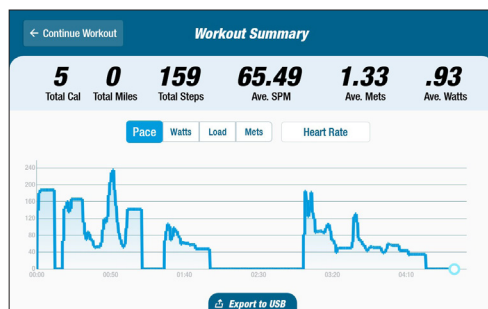 ← Continue Workout
Workout Summary
5 0 159 65.49 1.33 .93
Total Cal Total Miles Total Steps Ave. SPM Ave. Mets Ave. Watts
Pace Watts Load Mets Heart Rate
240
200
160
120
80
40
0
00:00 00:50 01:40 02:30 03:20 04:10
Export to USB